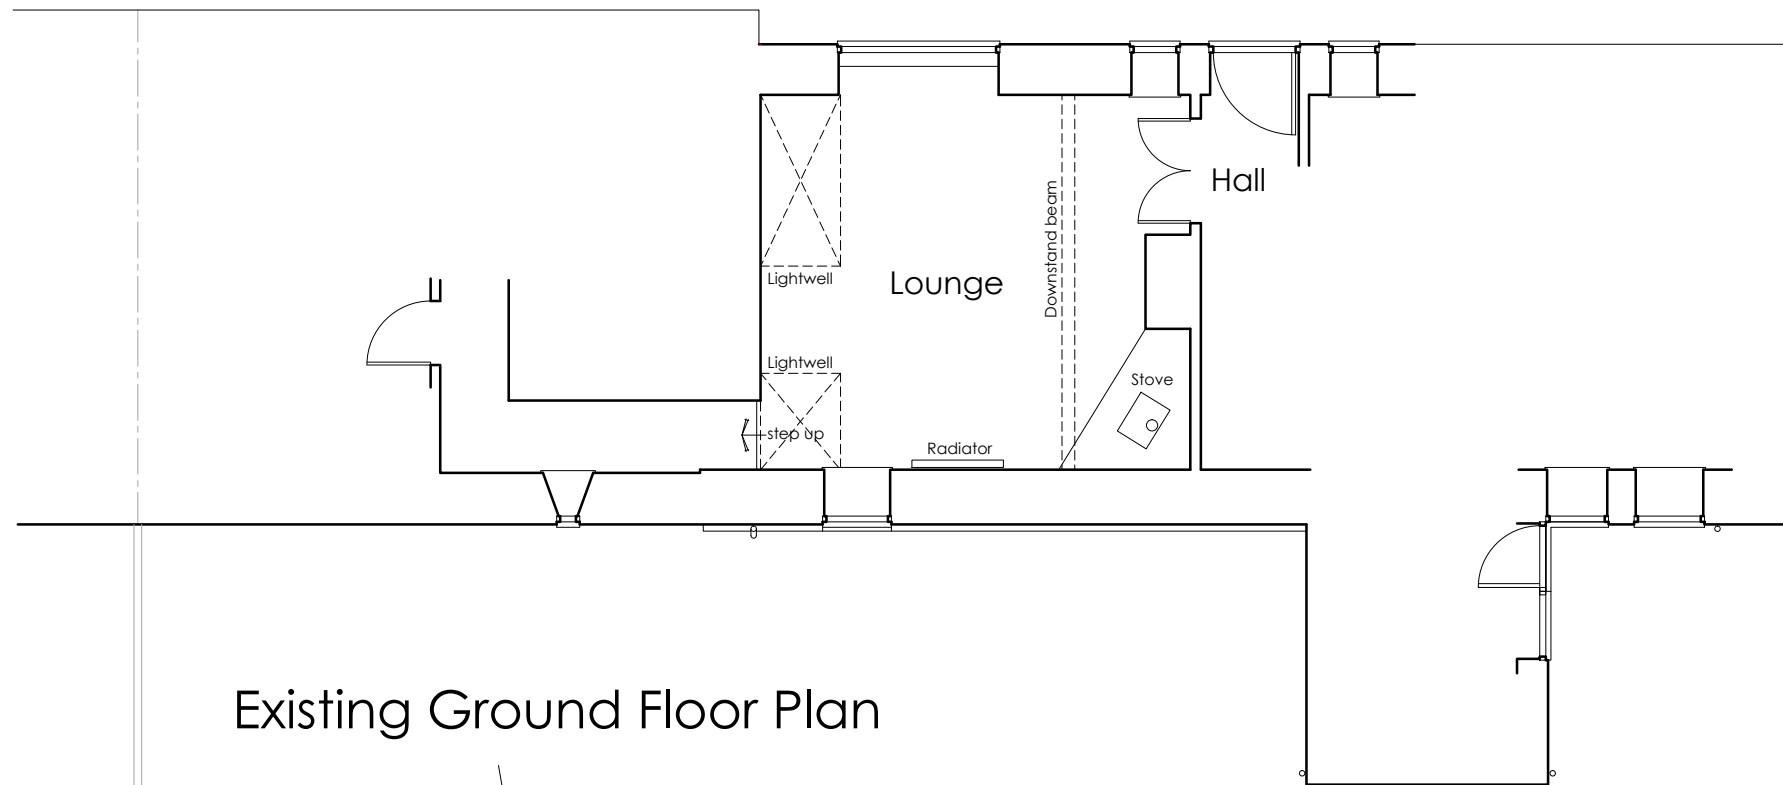 Hall
Downstand beam
Lightwell
Lounge
Lightwell
Stove
step up
Radiator
Existing Ground Floor Plan